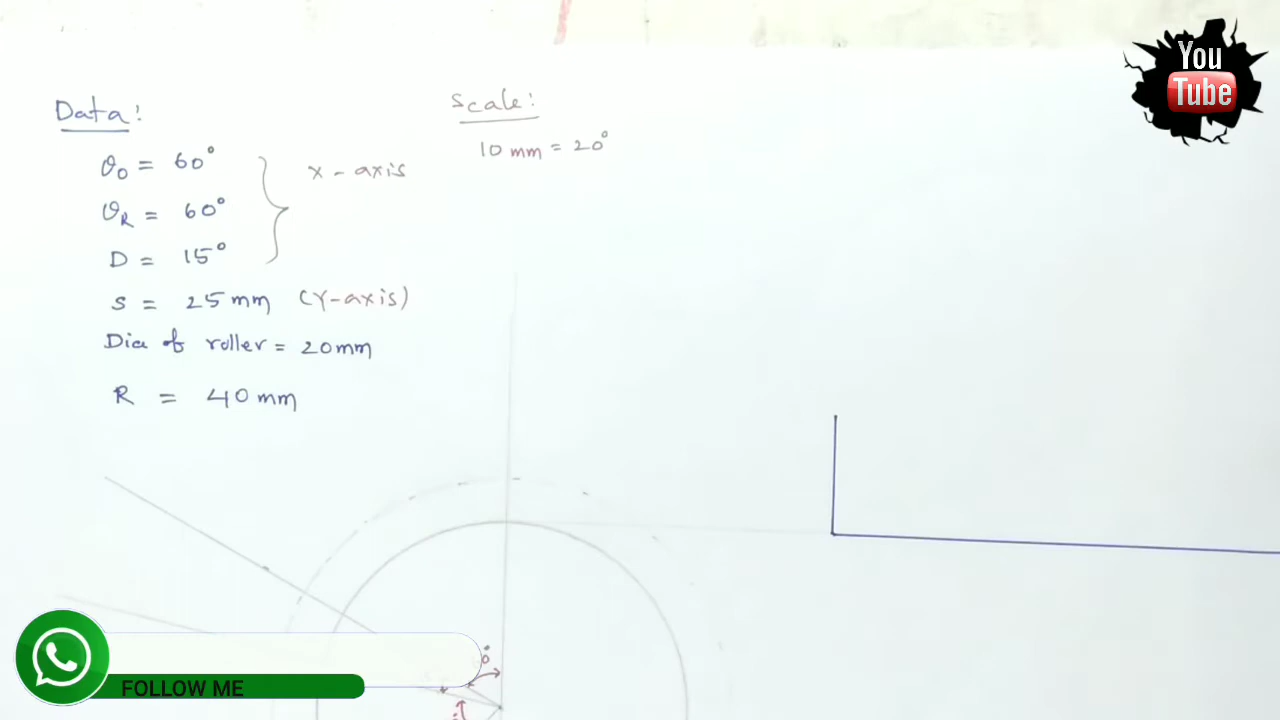 Data:
θO = 60°
θR = 60°
D = 15°
x - axis
S = 25 mm (Y-axis)
Dia of roller = 20mm
R = 40 mm
Scale:
10 mm = 20°
You
Tube
FOLLOW ME